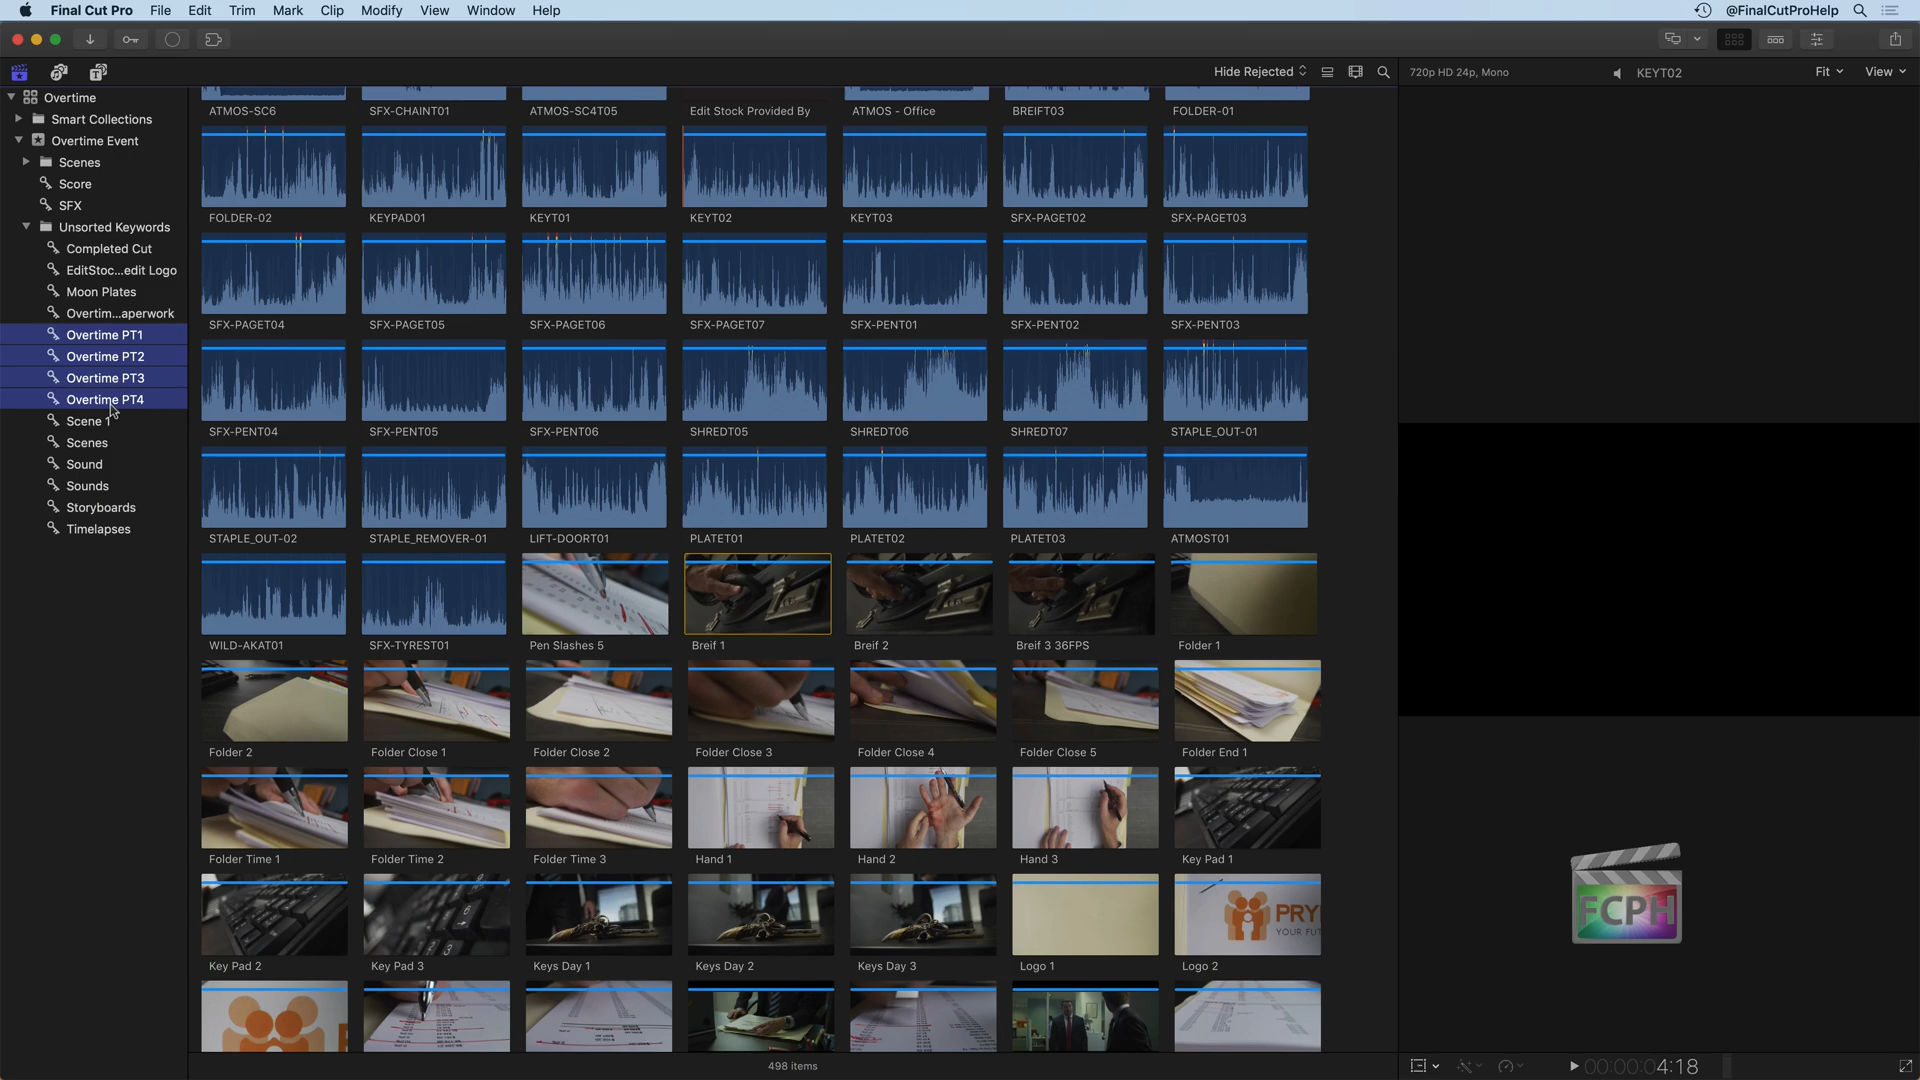 Final Cut Pro File Edit Trim Mark Clip Modify View Window Help @FinalCutProHelp
Hide Rejected 720p HD 24p, Mono KEYT02 Fit View
Overtime
Smart Collections
Overtime Event
Scenes
Score
SFX
Unsorted Keywords
Completed Cut
EditStoc...edit Logo
Moon Plates
Overtim...aperwork
Overtime PT1
Overtime PT2
Overtime PT3
Overtime PT4
Scene 1
Scenes
Sound
Sounds
Storyboards
Timelapses
ATMOS-SC6 SFX-CHAINT01 ATMOS-SC4T05 Edit Stock Provided By ATMOS - Office BREIFT03 FOLDER-01
FOLDER-02 KEYPAD01 KEYT01 KEYT02 KEYT03 SFX-PAGET02 SFX-PAGET03
SFX-PAGET04 SFX-PAGET05 SFX-PAGET06 SFX-PAGET07 SFX-PENT01 SFX-PENT02 SFX-PENT03
SFX-PENT04 SFX-PENT05 SFX-PENT06 SHREDT05 SHREDT06 SHREDT07 STAPLE_OUT-01
STAPLE_OUT-02 STAPLE_REMOVER-01 LIFT-DOORT01 PLATET01 PLATET02 PLATET03 ATMOST01
WILD-AKAT01 SFX-TYREST01 Pen Slashes 5 Breif 1 Breif 2 Breif 3 36FPS Folder 1
Folder 2 Folder Close 1 Folder Close 2 Folder Close 3 Folder Close 4 Folder Close 5 Folder End 1
Folder Time 1 Folder Time 2 Folder Time 3 Hand 1 Hand 2 Hand 3 Key Pad 1
PRY
YOUR FUT
Key Pad 2 Key Pad 3 Keys Day 1 Keys Day 2 Keys Day 3 Logo 1 Logo 2
FCPH
498 items
00:00:04:18